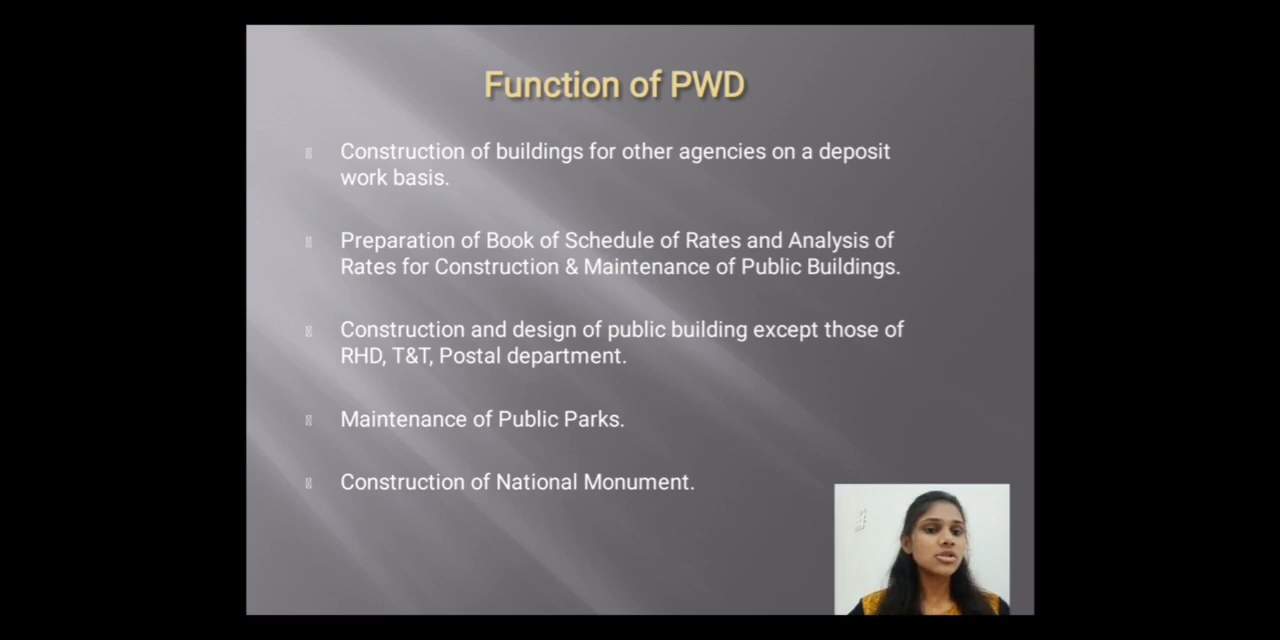 Function of PWD
Construction of buildings for other agencies on a deposit
work basis.
Preparation of Book of Schedule of Rates and Analysis of
Rates for Construction & Maintenance of Public Buildings.
Construction and design of public building except those of
RHD, T&T, Postal department.
Maintenance of Public Parks.
Construction of National Monument.